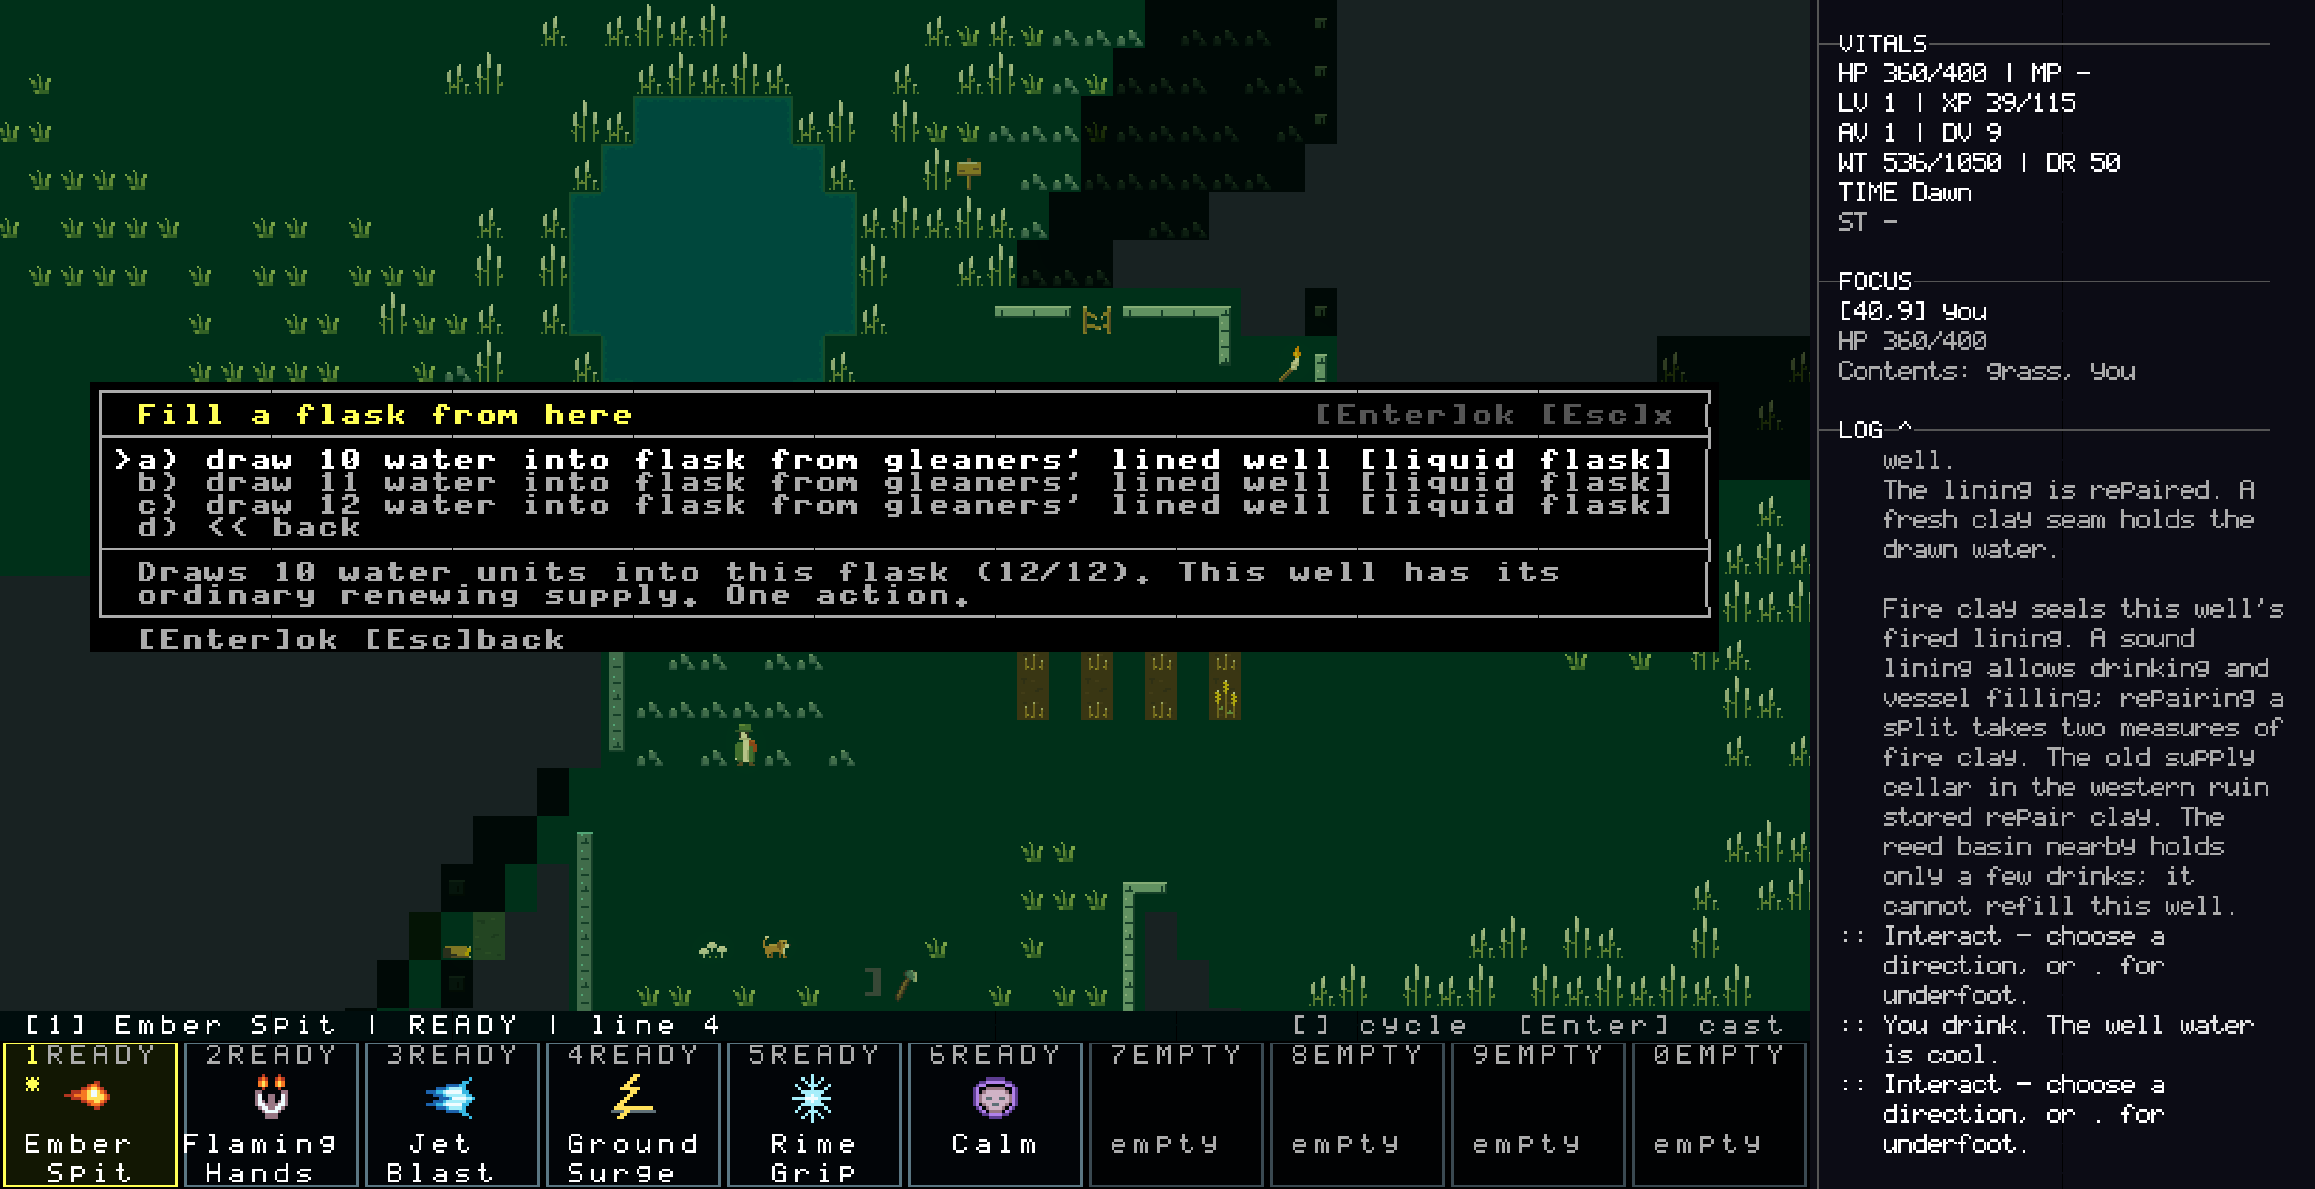 Fill a flask from here [Enter]ok [Esc]x
>a) draw 10 water into flask from gleaners' lined well [liquid flask]
b) draw 11 water into flask from gleaners' lined well [liquid flask]
c) draw 12 water into flask from gleaners' lined well [liquid flask]
d) << back
Draws 10 water units into this flask (12/12). This well has its
ordinary renewing supply. One action.
[Enter]ok [Esc]back
[1] Ember Spit | READY | line 4 [] cycle [Enter] cast
1READY 2READY 3READY 4READY 5READY 6READY 7EMPTY 8EMPTY 9EMPTY 0EMPTY
Ember Flaming Jet Ground Rime Calm empty empty empty empty
Spit Hands Blast Surge Grip
VITALS
HP 360/400 | MP -
LV 1 | XP 39/115
AV 1 | DV 9
WT 536/1050 | DR 50
TIME Dawn
ST -
FOCUS
[40,9] You
HP 360/400
Contents: grass, You
LOG ^
well.
The lining is repaired. A
fresh clay seam holds the
drawn water.
Fire clay seals this well's
fired lining. A sound
lining allows drinking and
vessel filling; repairing a
split takes two measures of
fire clay. The old supply
cellar in the western ruin
stored repair clay. The
reed basin nearby holds
only a few drinks; it
cannot refill this well.
:: Interact - choose a
direction, or . for
underfoot.
:: You drink. The well water
is cool.
:: Interact - choose a
direction, or . for
underfoot.